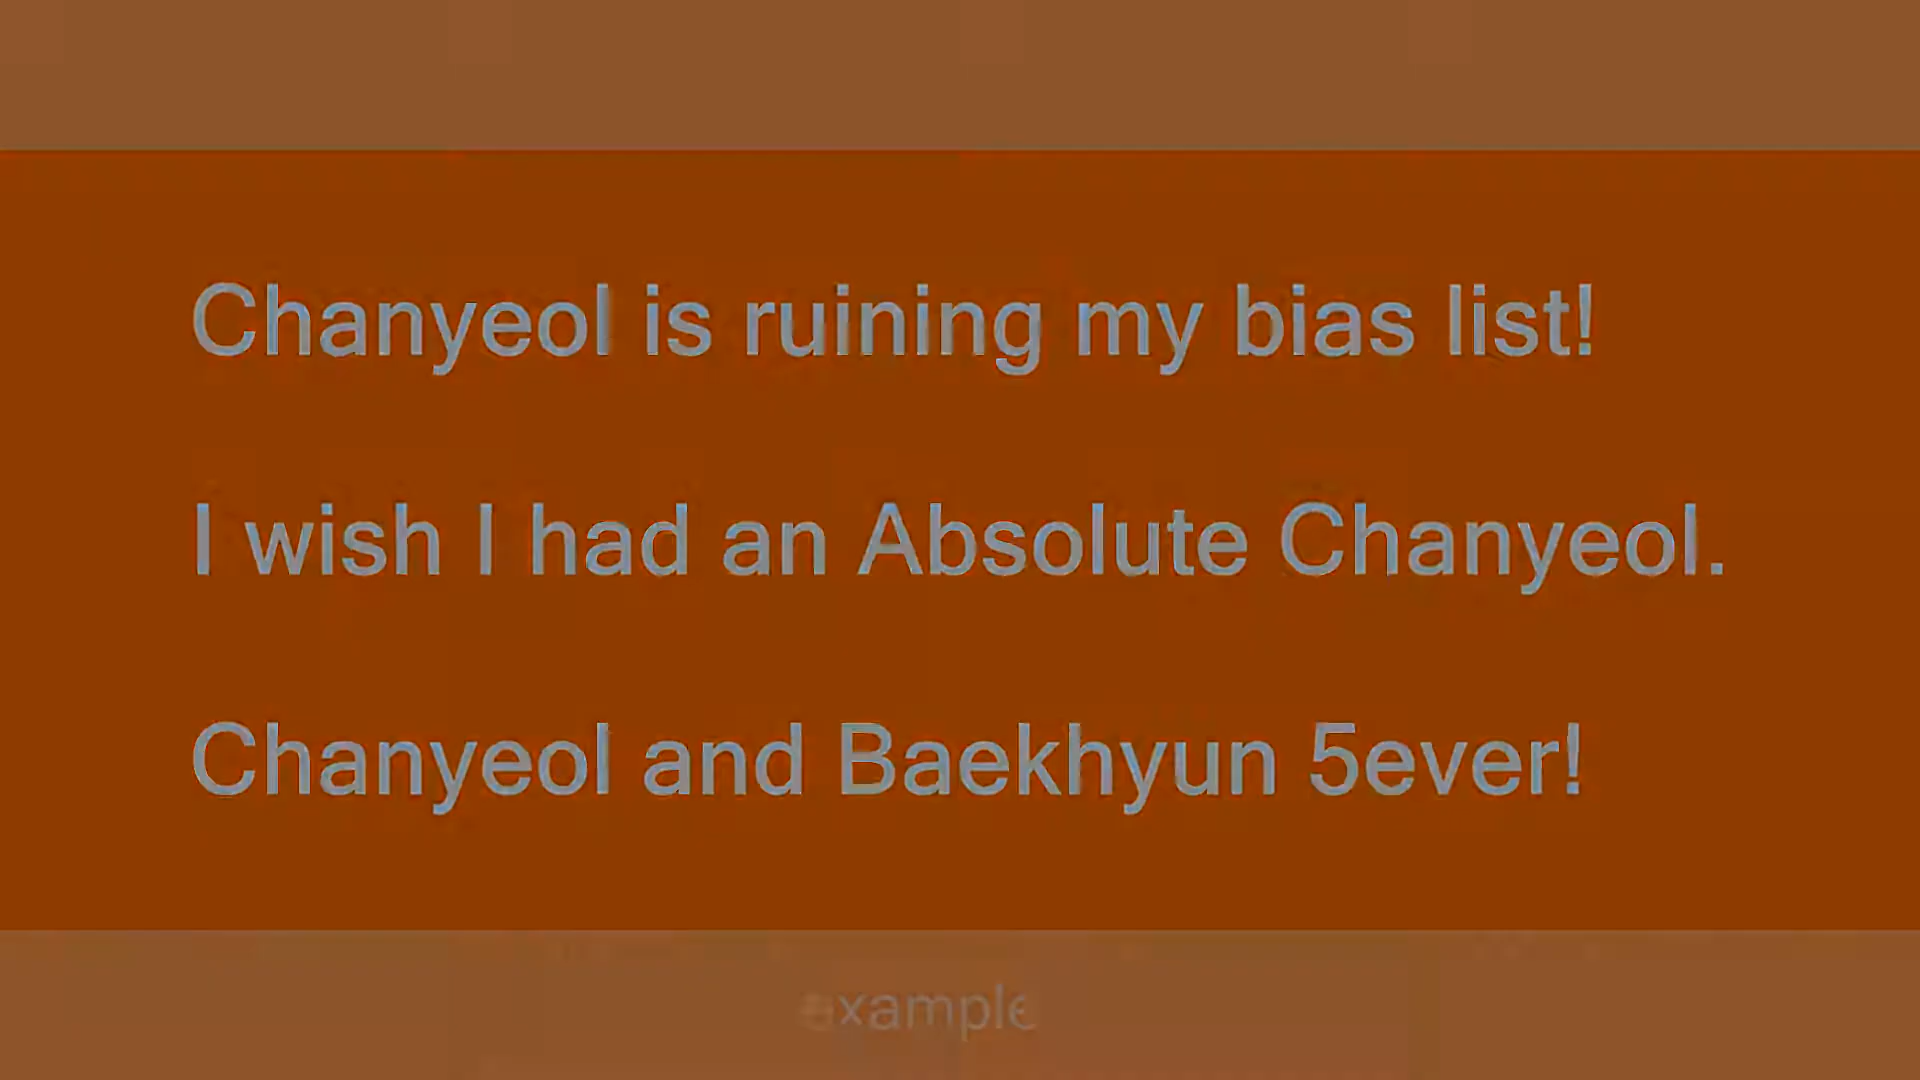 Chanyeol is ruining my bias list!
I wish I had an Absolute Chanyeol.
Chanyeol and Baekhyun 5ever!
example